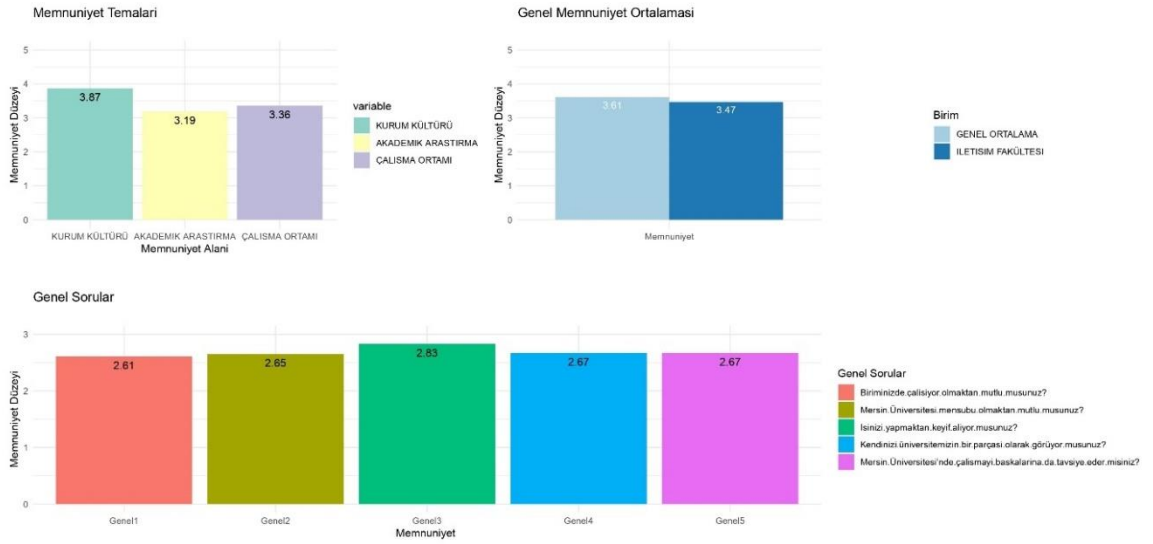 Memnuniyet Temalari
Memnuniyet Düzeyi
5
4
3
2
1
0
3.87
3.19
3.36
KURUM KÜLTÜRÜ AKADEMIK ARASTIRMA ÇALISMA ORTAMI
Memnuniyet Alani
variable
KURUM KÜLTÜRÜ
AKADEMIK ARASTIRMA
ÇALISMA ORTAMI
Genel Memnuniyet Ortalamasi
Memnuniyet Düzeyi
5
4
3
2
1
0
3.61
3.47
Memnuniyet
Birim
GENEL ORTALAMA
ILETISIM FAKÜLTESI
Genel Sorular
Memnuniyet Düzeyi
3
2
1
0
2.61
2.65
2.83
2.67
2.67
Genel1 Genel2 Genel3 Genel4 Genel5
Memnuniyet
Genel Sorular
Biriminizde.çalisiyor.olmaktan.mutlu.musunuz?
Mersin.Üniversitesi.mensubu.olmaktan.mutlu.musunuz?
Isinizi.yapmaktan.keyif.aliyor.musunuz?
Kendinizi.üniversitemizin.bir.parçasi.olarak.görüyor.musunuz?
Mersin.Üniversitesi'nde.çalismayi.baskalarina.da.tavsiye.eder.misiniz?